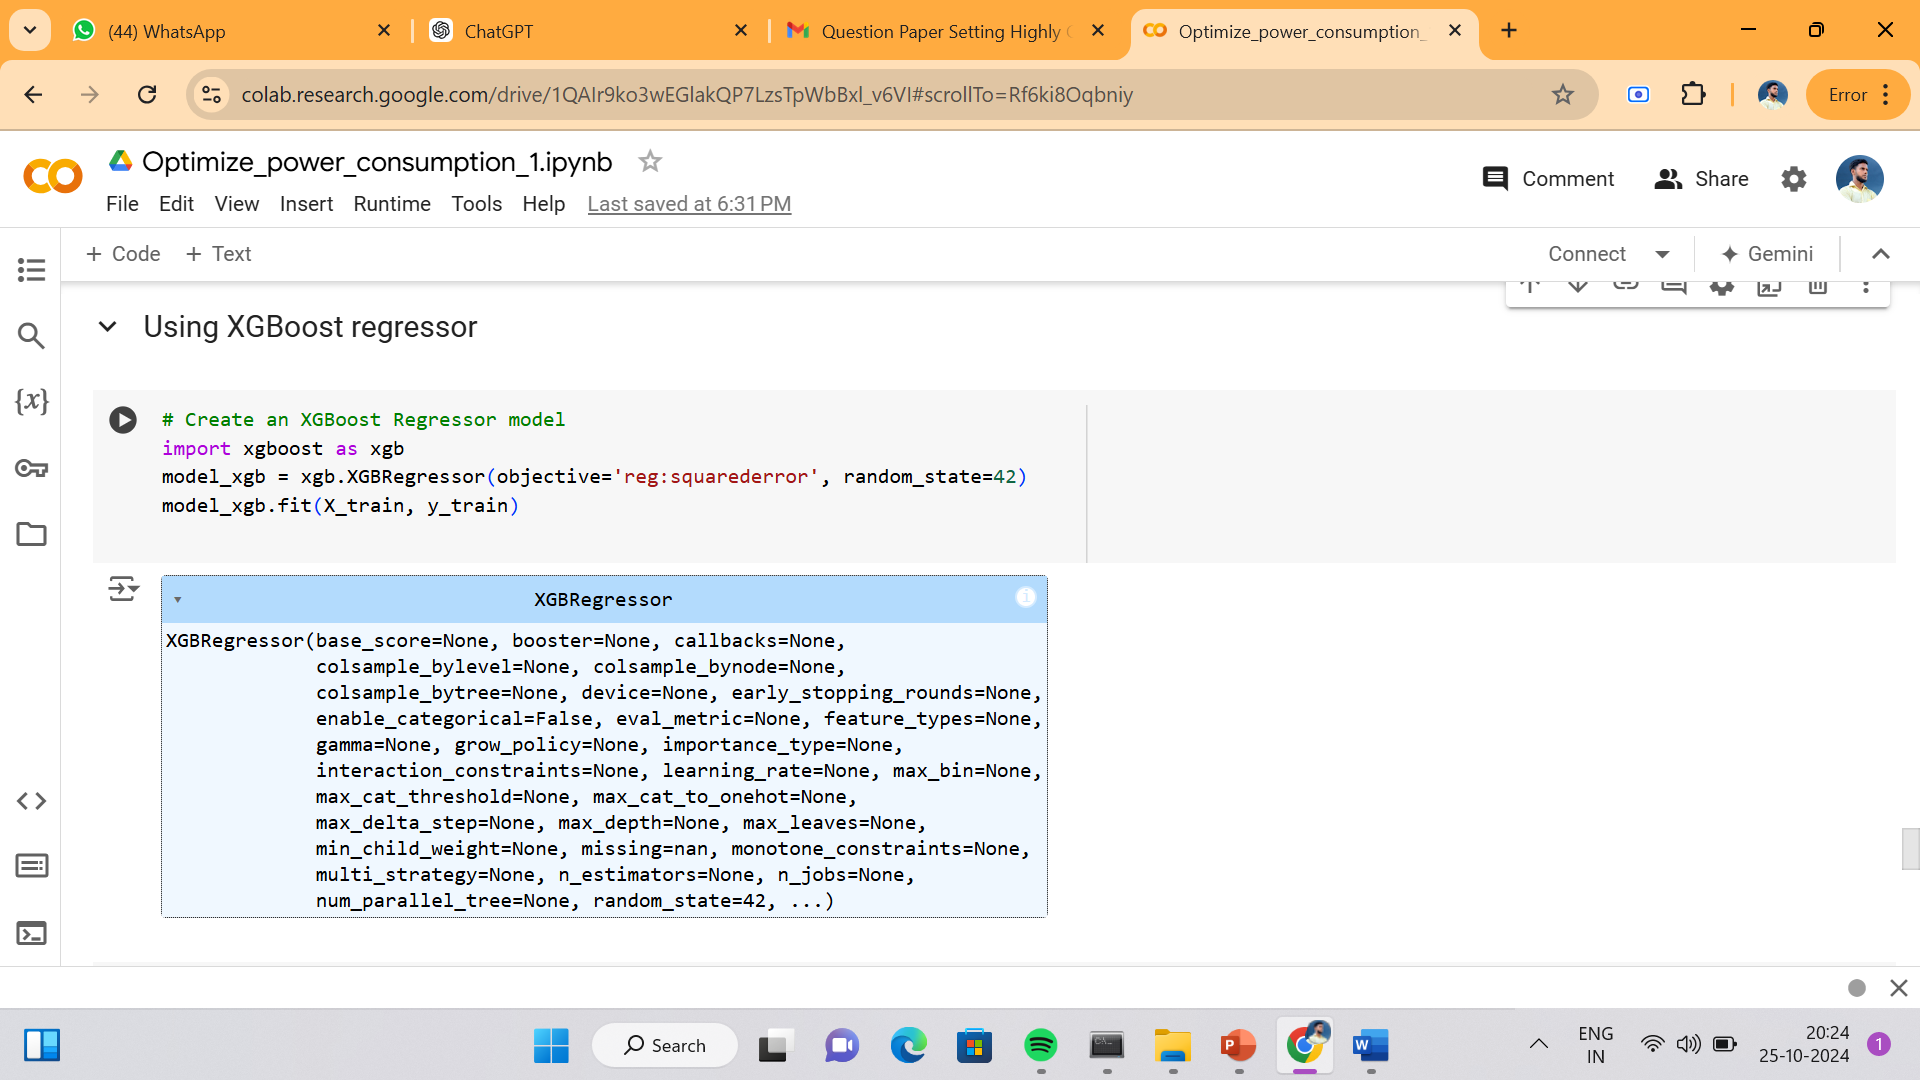 (44) WhatsApp
ChatGPT
Question Paper Setting Highly
Optimize_power_consumption_
colab.research.google.com/drive/1QAIr9ko3wEGlakQP7LzsTpWbBxl_v6VI#scrollTo=Rf6ki8Oqbniy
Error
Optimize_power_consumption_1.ipynb
Comment
Share
File Edit View Insert Runtime Tools Help Last saved at 6:31 PM
+ Code + Text
Connect
Gemini
Using XGBoost regressor
{x}
# Create an XGBoost Regressor model
import xgboost as xgb
model_xgb = xgb.XGBRegressor(objective='reg:squarederror', random_state=42)
model_xgb.fit(X_train, y_train)
XGBRegressor
XGBRegressor(base_score=None, booster=None, callbacks=None,
colsample_bylevel=None, colsample_bynode=None,
colsample_bytree=None, device=None, early_stopping_rounds=None,
enable_categorical=False, eval_metric=None, feature_types=None,
gamma=None, grow_policy=None, importance_type=None,
interaction_constraints=None, learning_rate=None, max_bin=None,
max_cat_threshold=None, max_cat_to_onehot=None,
max_delta_step=None, max_depth=None, max_leaves=None,
min_child_weight=None, missing=nan, monotone_constraints=None,
multi_strategy=None, n_estimators=None, n_jobs=None,
num_parallel_tree=None, random_state=42, ...)
Search
ENG
IN
20:24
25-10-2024
1